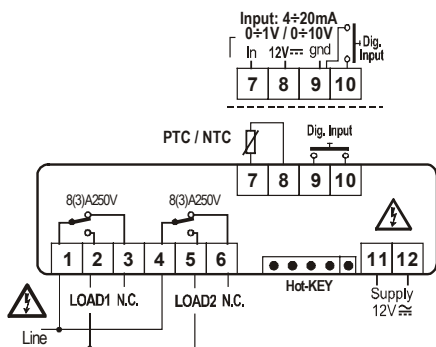 Input: 4÷20mA
0÷1V / 0÷10V
In 12V⎓ gnd
Dig.
Input
7 8 9 10
PTC / NTC
Dig. Input
7 8 9 10
8(3)A250V 8(3)A250V
1 2 3 4 5 6
11 12
LOAD1 N.C. LOAD2 N.C.
Hot-KEY
Supply
12V≂
Line